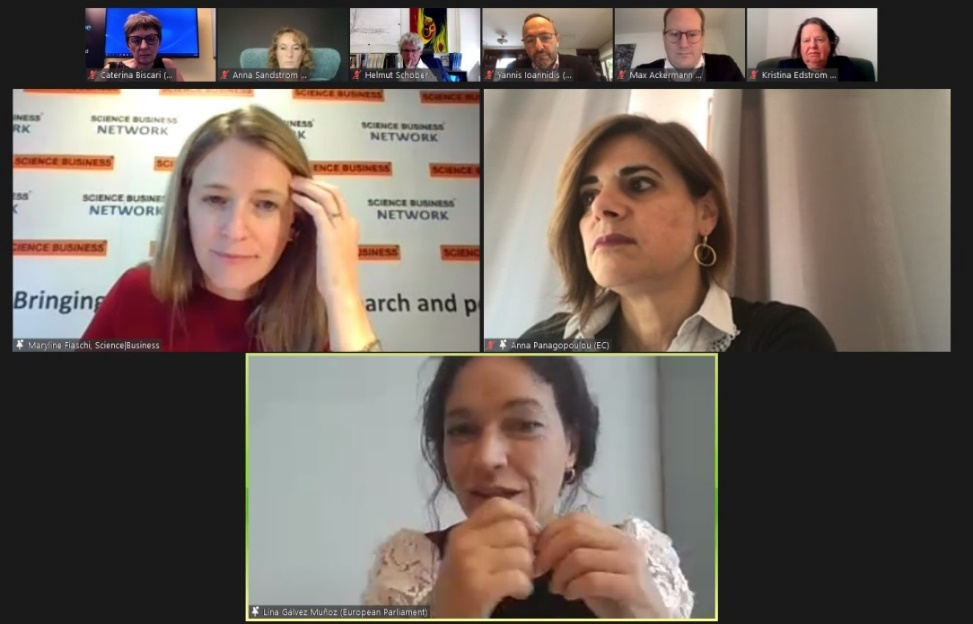 Caterina Biscari (...
Anna Sandström ...
Helmut Schober
Yannis Ioannidis (...
Max Ackermann ...
Kristina Edström ...
SCIENCE BUSINESS
SCIENCE BUSINESS
NETWORK
SCIENCE BUSINESS
NETWORK
SCIENCE BUSINESS
SCIENCE BUSINESS
NETWORK
SCIENCE BUSINESS
NETWORK
SCIENCE BUSINESS
Bringing
arch and p
Maryline Fiaschi, Science|Business
Anna Panagopoulou (EC)
Lina Gálvez Muñoz (European Parliament)